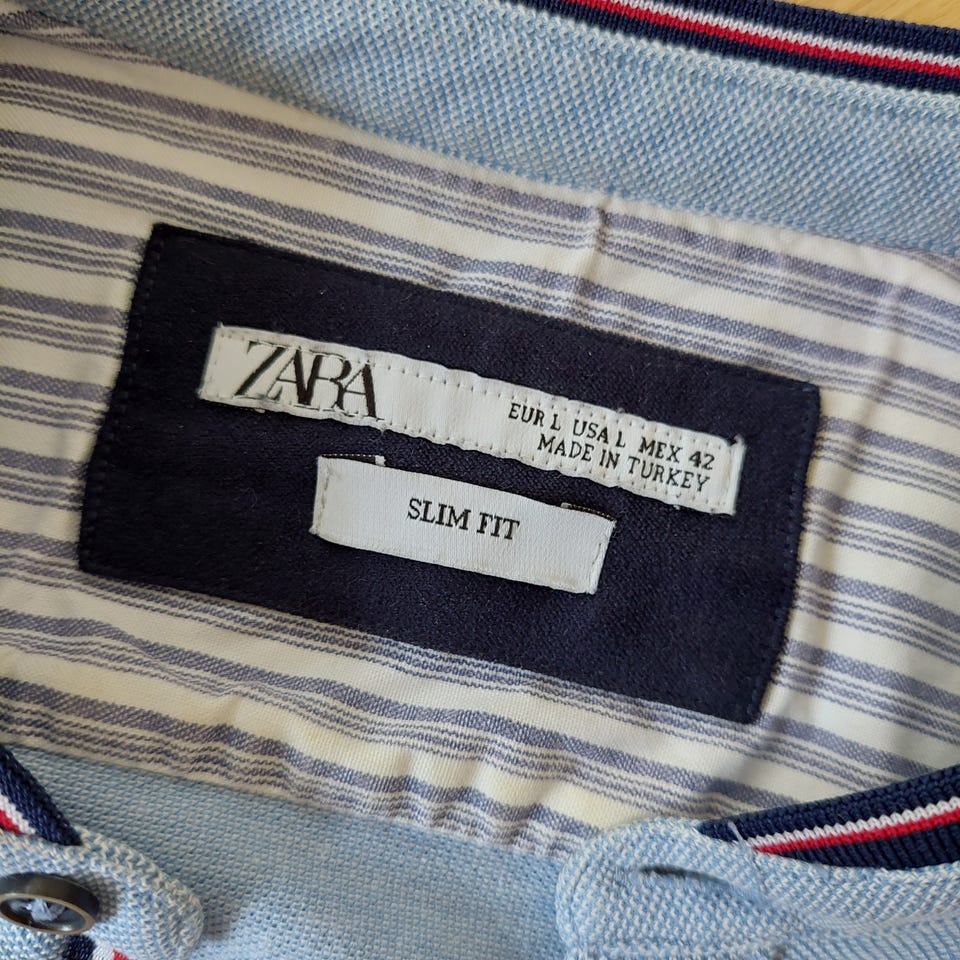 ZARA
EUR L USA L MEX 42
MADE IN TURKEY
SLIM FIT